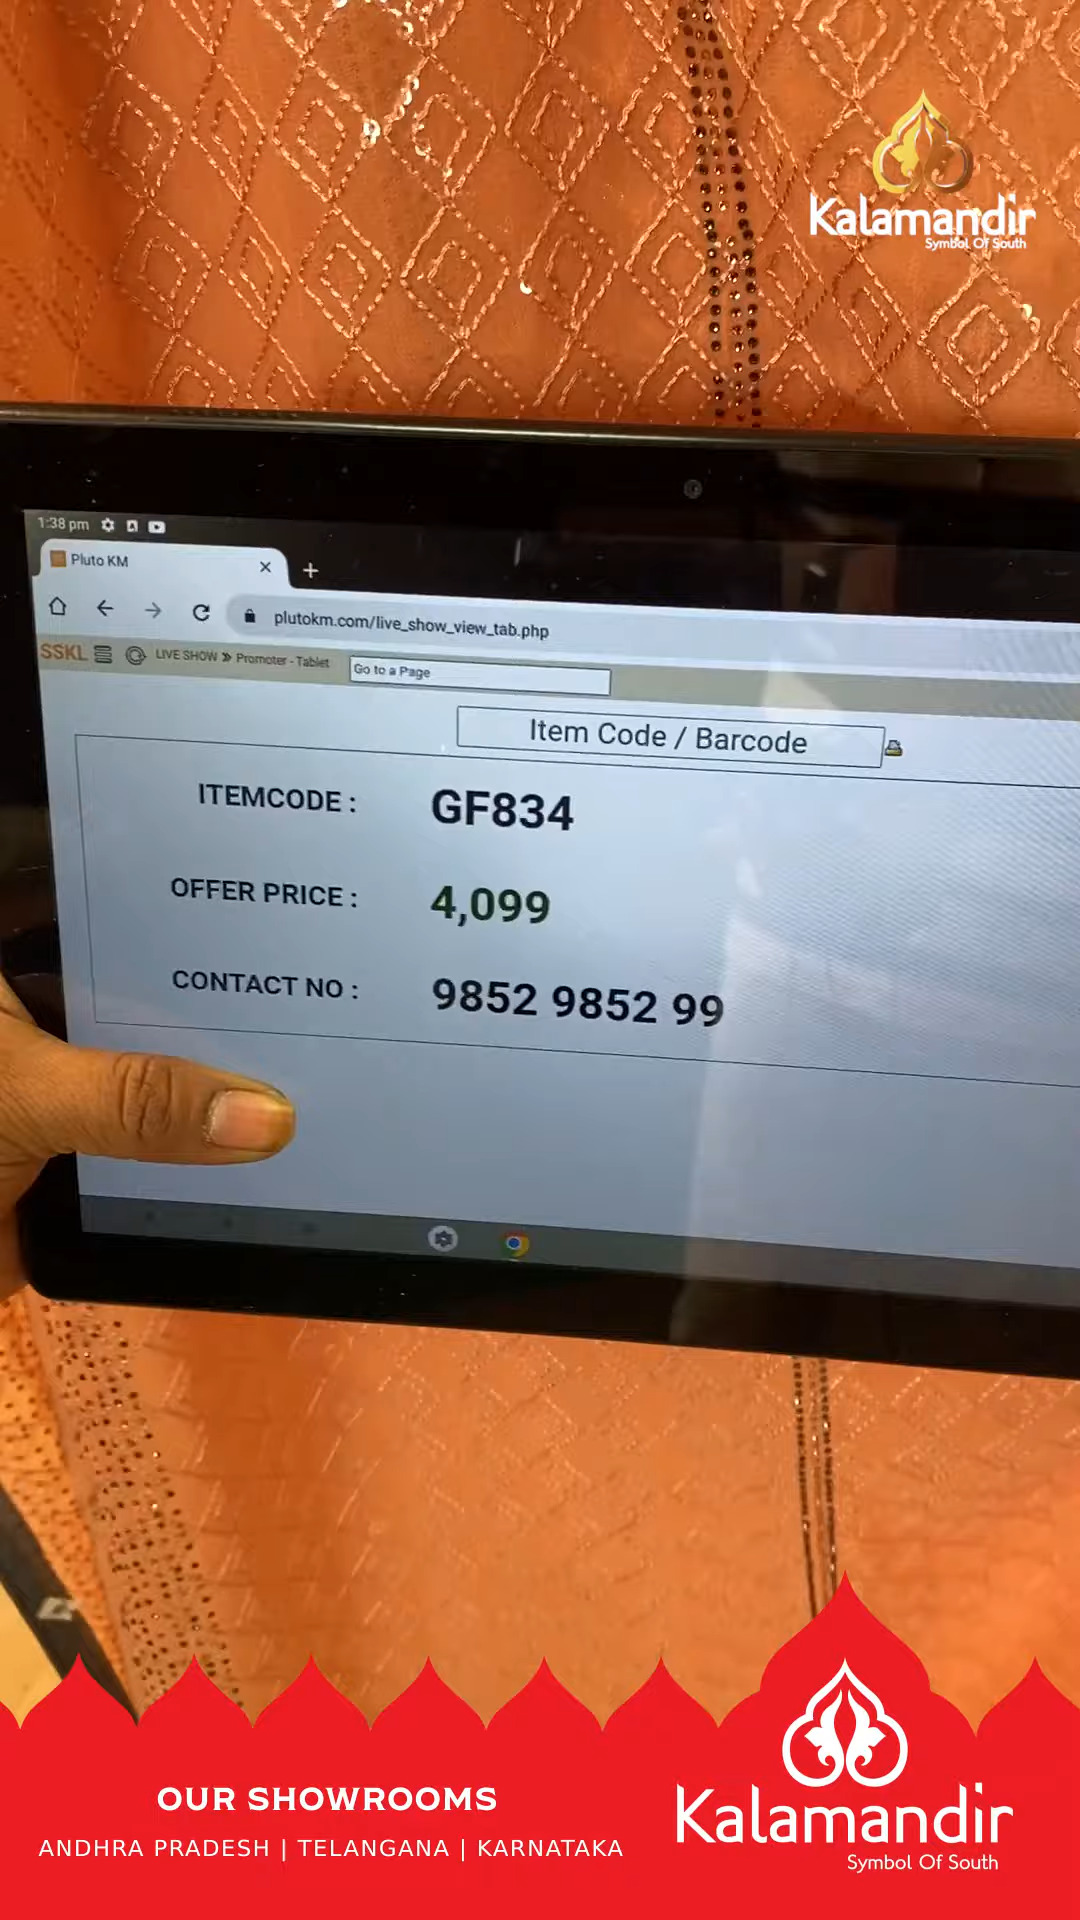 Kalamandir
Symbol Of South
1:38 pm
Pluto KM
plutokm.com/live_show_view_tab.php
SSKL LIVE SHOW » Promoter - Tablet Go to a Page
Item Code / Barcode
ITEMCODE : GF834
OFFER PRICE : 4,099
CONTACT NO : 9852 9852 99
OUR SHOWROOMS
ANDHRA PRADESH | TELANGANA | KARNATAKA
Kalamandir
Symbol Of South